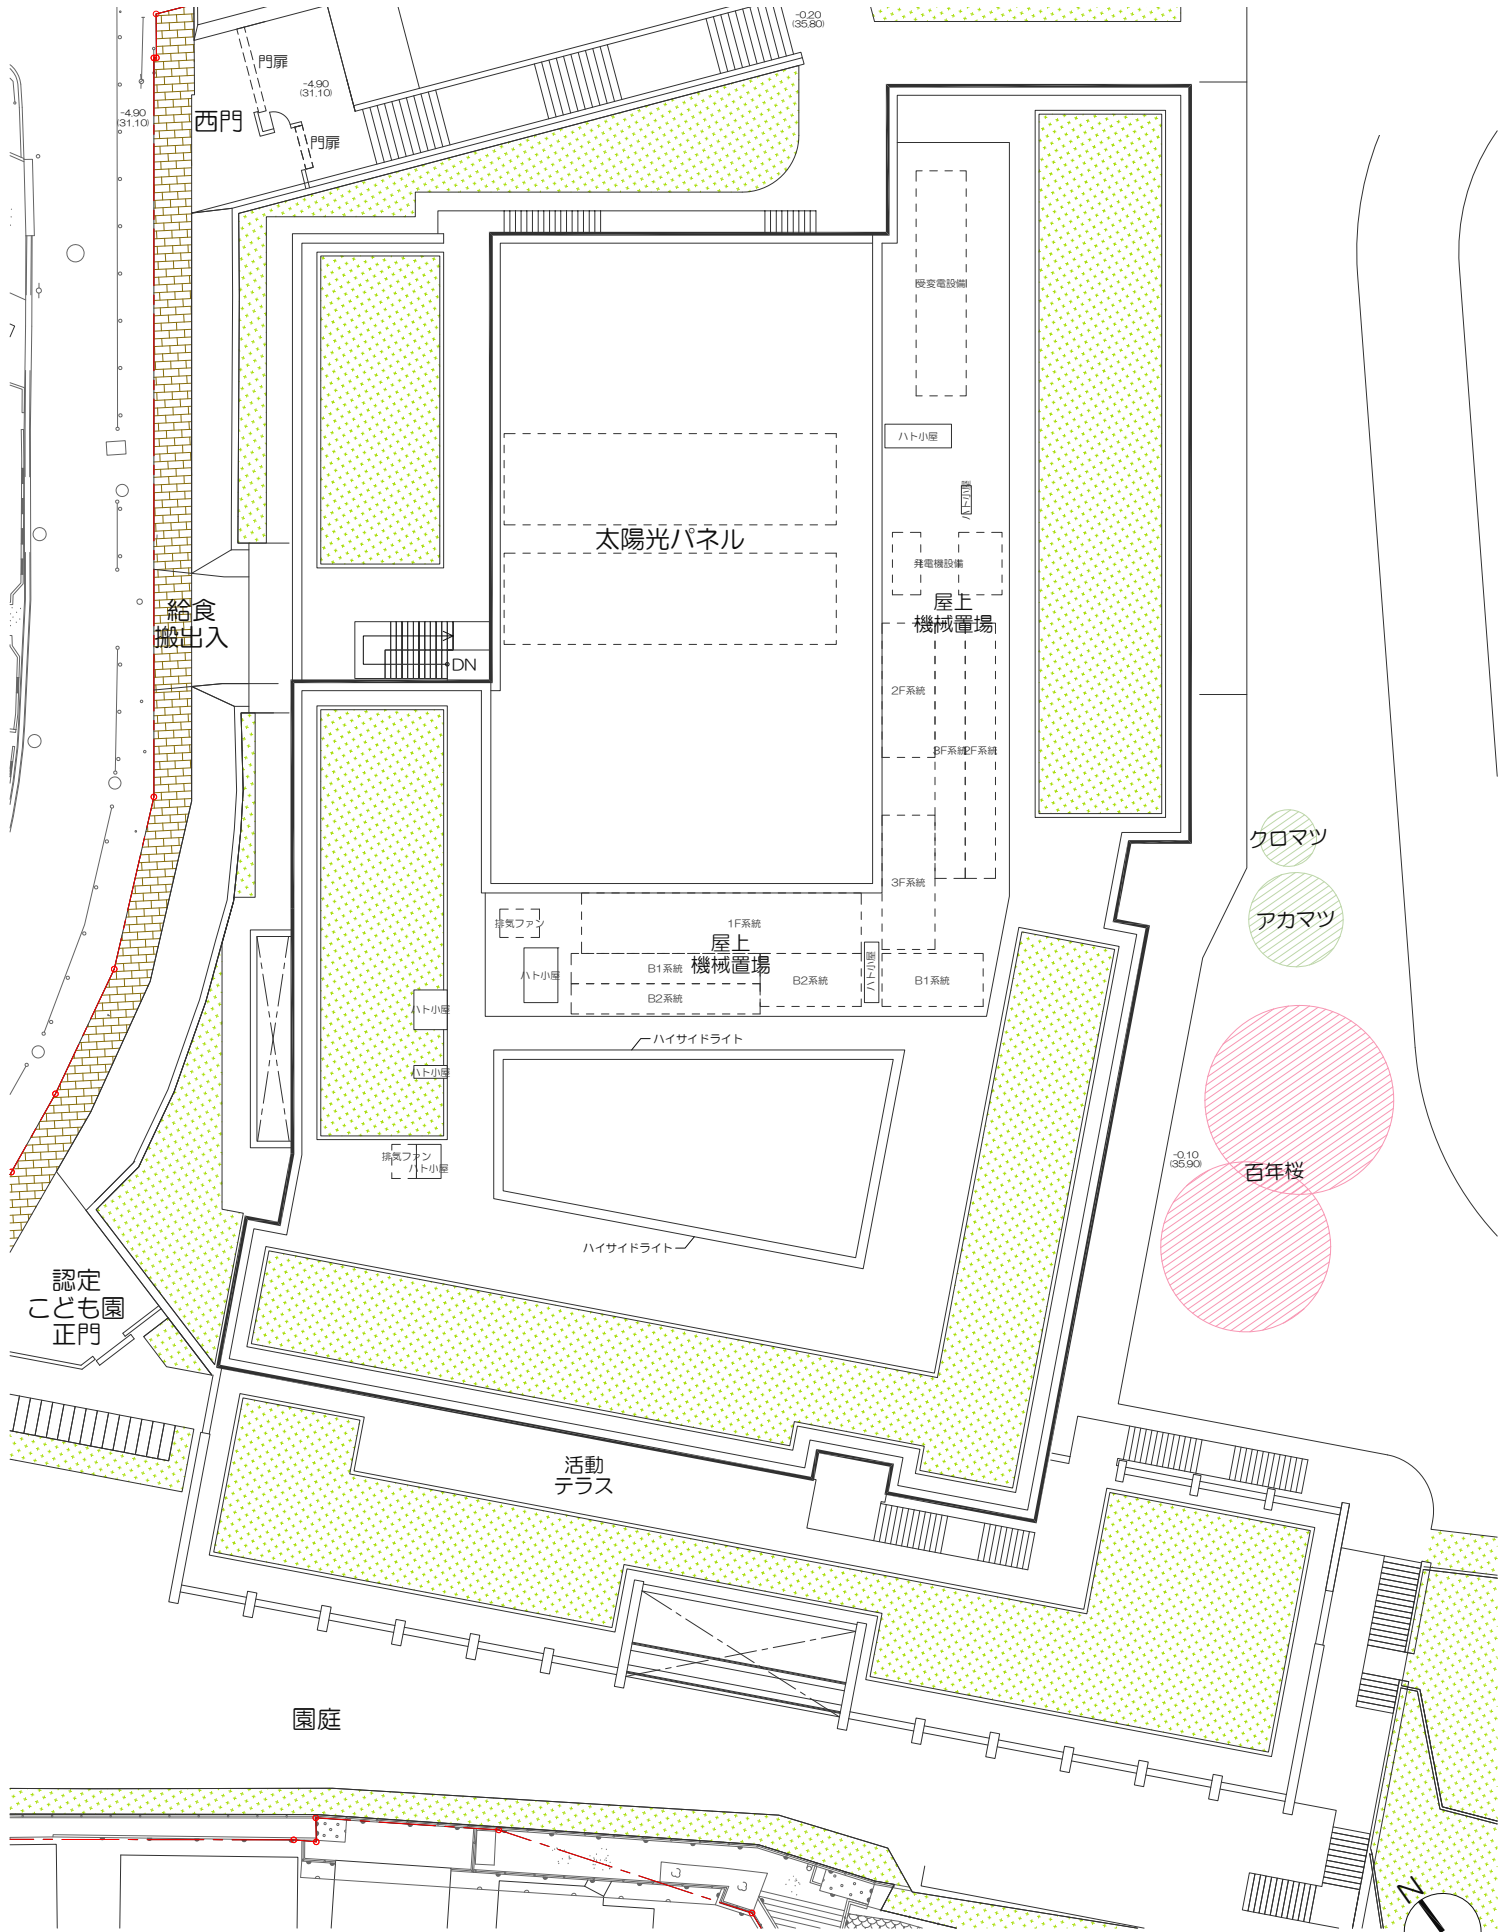 -0.20
(35.80)
門扉
-4.90
(31.10)
-4.90
(31.10)
西門
門扉
受変電設備
ハト小屋
ハト小屋
太陽光パネル
発電機設備
屋上
機械置場
給食
搬出入
DN
2F系統
3F系統
2F系統
クロマツ
3F系統
アカマツ
排気ファン
1F系統
屋上
機械置場
ハト小屋
B1系統
B2系統
ハト小屋
B1系統
B2系統
ハト小屋
ハイサイドライト
ハト小屋
排気ファン
ハト小屋
-0.10
(35.90)
百年桜
ハイサイドライト
認定
こども園
正門
活動
テラス
園庭
N